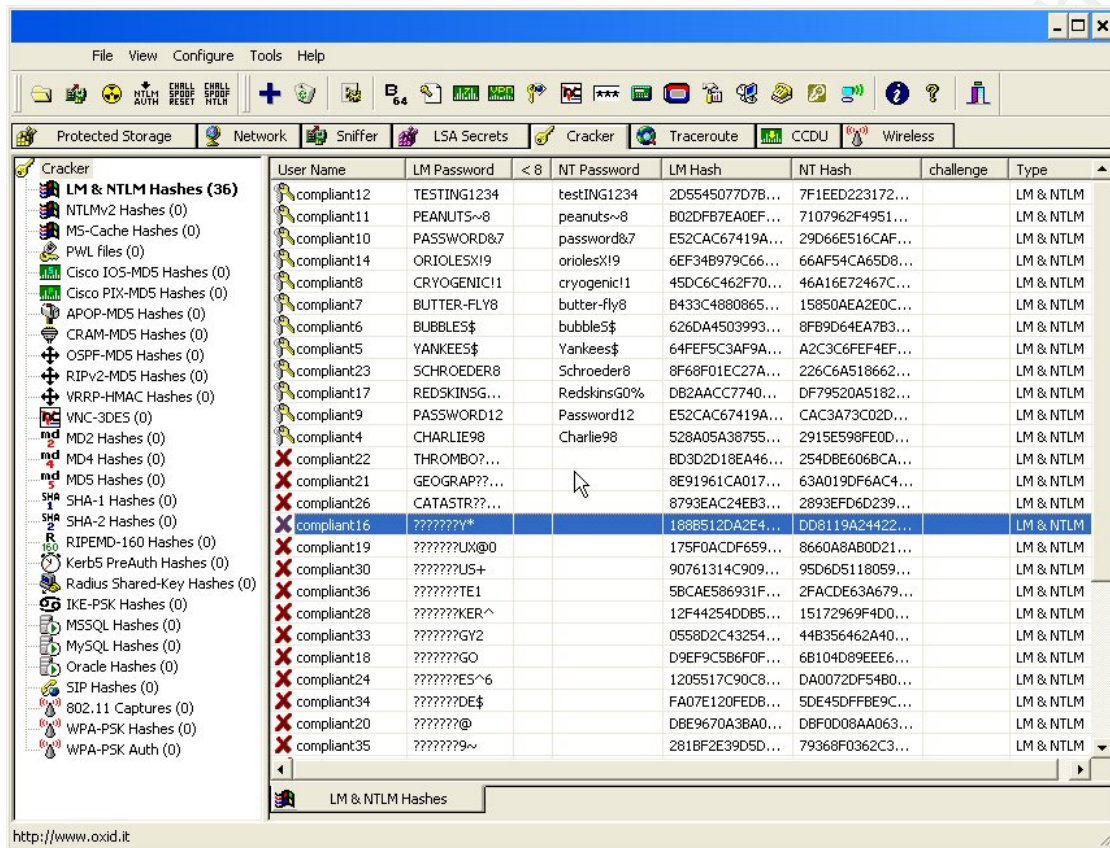 File View Configure Tools Help
NTLM AUTH CHALL SPOOF RESET CHALL SPOOF NTLM B 64 ***
Protected Storage Network Sniffer LSA Secrets Cracker Traceroute CCDU Wireless
Cracker
LM & NTLM Hashes (36)
NTLMv2 Hashes (0)
MS-Cache Hashes (0)
PWL files (0)
Cisco IOS-MD5 Hashes (0)
Cisco PIX-MD5 Hashes (0)
APOP-MD5 Hashes (0)
CRAM-MD5 Hashes (0)
OSPF-MD5 Hashes (0)
RIPv2-MD5 Hashes (0)
VRRP-HMAC Hashes (0)
VNC-3DES (0)
MD2 Hashes (0)
MD4 Hashes (0)
MD5 Hashes (0)
SHA-1 Hashes (0)
SHA-2 Hashes (0)
RIPEMD-160 Hashes (0)
Kerb5 PreAuth Hashes (0)
Radius Shared-Key Hashes (0)
IKE-PSK Hashes (0)
MSSQL Hashes (0)
MySQL Hashes (0)
Oracle Hashes (0)
SIP Hashes (0)
802.11 Captures (0)
WPA-PSK Hashes (0)
WPA-PSK Auth (0)
User Name LM Password < 8 NT Password LM Hash NT Hash challenge Type
compliant12 TESTING1234 testING1234 2D5545077D7B... 7F1EED223172... LM & NTLM
compliant11 PEANUTS~8 peanuts~8 B02DFB7EA0EF... 7107962F4951... LM & NTLM
compliant10 PASSWORD&7 password&7 E52CAC67419A... 29D66E516CAF... LM & NTLM
compliant14 ORIOLESX!9 oriolesX!9 6EF34B979C66... 66AF54CA65D8... LM & NTLM
compliant8 CRYOGENIC!1 cryogenic!1 45DC6C462F70... 46A16E72467C... LM & NTLM
compliant7 BUTTER-FLY8 butter-fly8 B433C4880865... 15850AEA2E0C... LM & NTLM
compliant6 BUBBLES$ bubbleS$ 626DA4503993... 8FB9D64EA7B3... LM & NTLM
compliant5 YANKEES$ Yankees$ 64FEF5C3AF9A... A2C3C6FEF4EF... LM & NTLM
compliant23 SCHROEDER8 Schroeder8 8F68F01EC27A... 226C6A518662... LM & NTLM
compliant17 REDSKINSG... RedskinsG0% DB2AACC7740... DF79520A5182... LM & NTLM
compliant9 PASSWORD12 Password12 E52CAC67419A... CAC3A73C02D... LM & NTLM
compliant4 CHARLIE98 Charlie98 528A05A38755... 2915E598FE0D... LM & NTLM
compliant22 THROMBO?... BD3D2D18EA46... 254DBE606BCA... LM & NTLM
compliant21 GEOGRAP??... 8E91961CA017... 63A019DF6AC4... LM & NTLM
compliant26 CATASTR??... 8793EAC24EB3... 2893EFD6D239... LM & NTLM
compliant16 ???????Y* 188B512DA2E4... DD8119A24422... LM & NTLM
compliant19 ???????UX@0 175F0ACDF659... 8660A8AB0D21... LM & NTLM
compliant30 ???????US+ 90761314C909... 95D6D5118059... LM & NTLM
compliant36 ???????TE1 5BCAE586931F... 2FACDE63A679... LM & NTLM
compliant28 ???????KER^ 12F44254DDB5... 15172969F4D0... LM & NTLM
compliant33 ???????GY2 0558D2C43254... 44B356462A40... LM & NTLM
compliant18 ???????GO D9EF9C5B6F0F... 6B104D89EEE6... LM & NTLM
compliant24 ???????ES^6 1205517C90C8... DA0072DF54B0... LM & NTLM
compliant34 ???????DE$ FA07E120FEDB... 5DE45DFFBE9C... LM & NTLM
compliant20 ???????@ DBE9670A3BA0... DBF0D08AA063... LM & NTLM
compliant35 ???????9~ 281BF2E39D5D... 79368F0362C3... LM & NTLM
LM & NTLM Hashes
http://www.oxid.it